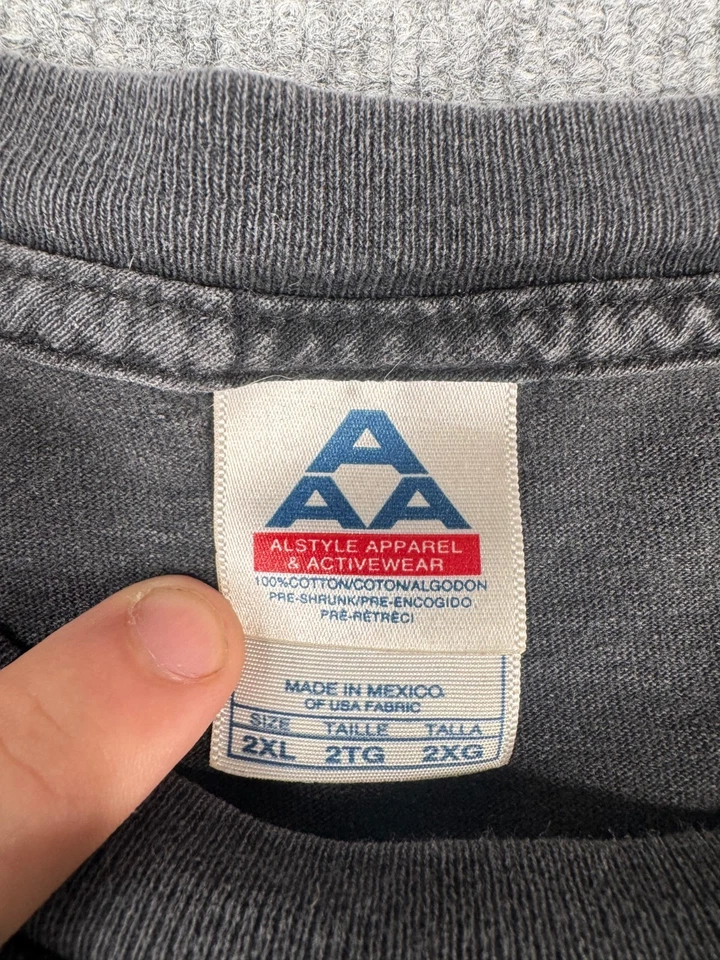 A
AA
ALSTYLE APPAREL
& ACTIVEWEAR
100%COTTON/COTON/ALGODON
PRE-SHRUNK/PRE-ENCOGIDO
PRÉ-RÉTRÉCI
MADE IN MEXICO.
OF USA FABRIC
SIZE TAILLE TALLA
2XL 2TG 2XG